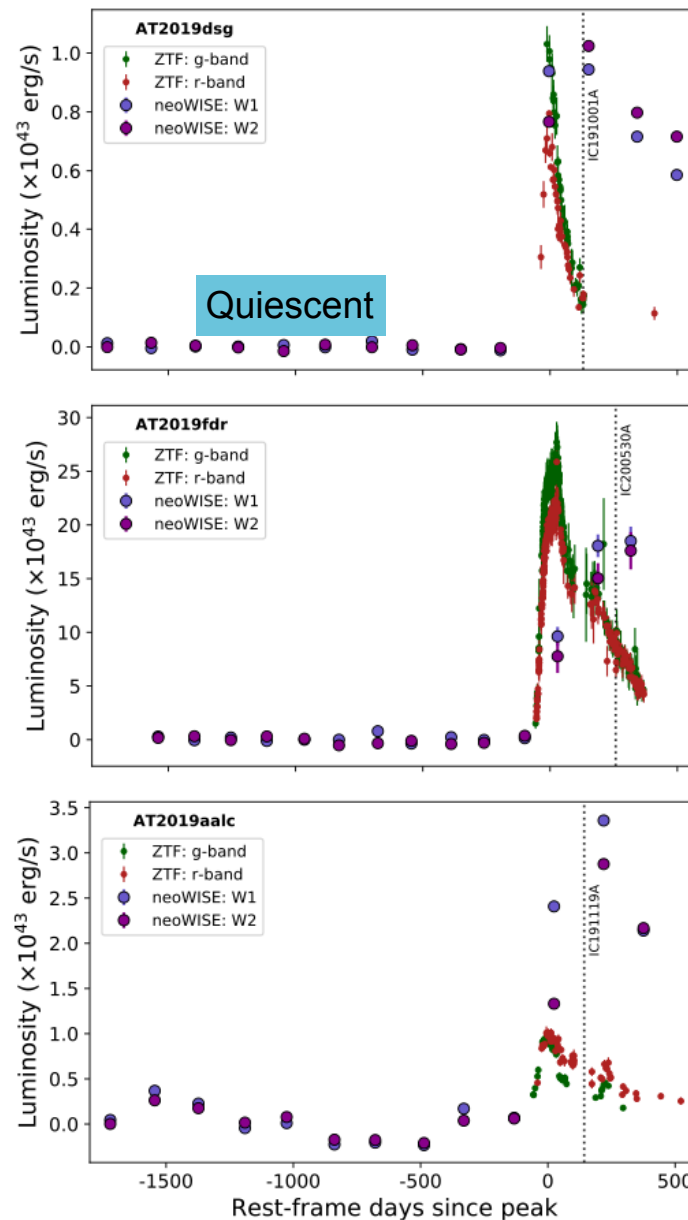 AT2019dsg
ZTF: g-band
ZTF: r-band
neoWISE: W1
neoWISE: W2
IC191001A
Quiescent
1.0
0.8
0.6
0.4
0.2
0.0
Luminosity (×10^43 erg/s)
AT2019fdr
ZTF: g-band
ZTF: r-band
neoWISE: W1
neoWISE: W2
IC200530A
30
25
20
15
10
5
0
Luminosity (×10^43 erg/s)
AT2019aalc
ZTF: g-band
ZTF: r-band
neoWISE: W1
neoWISE: W2
IC191119A
3.5
3.0
2.5
2.0
1.5
1.0
0.5
0.0
Luminosity (×10^43 erg/s)
-1500 -1000 -500 0 500
Rest-frame days since peak